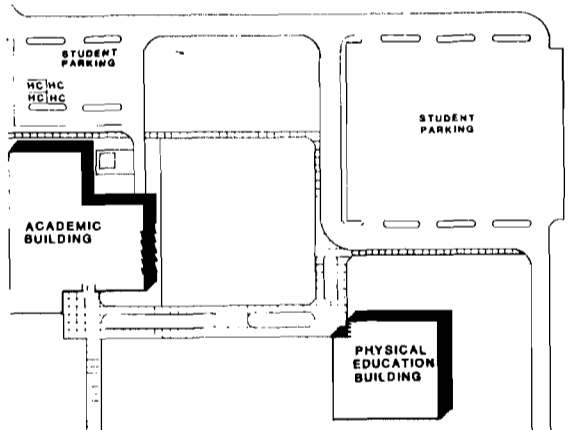 STUDENT
PARKING
HC HC
HC HC
STUDENT
PARKING
ACADEMIC
BUILDING
PHYSICAL
EDUCATION
BUILDING